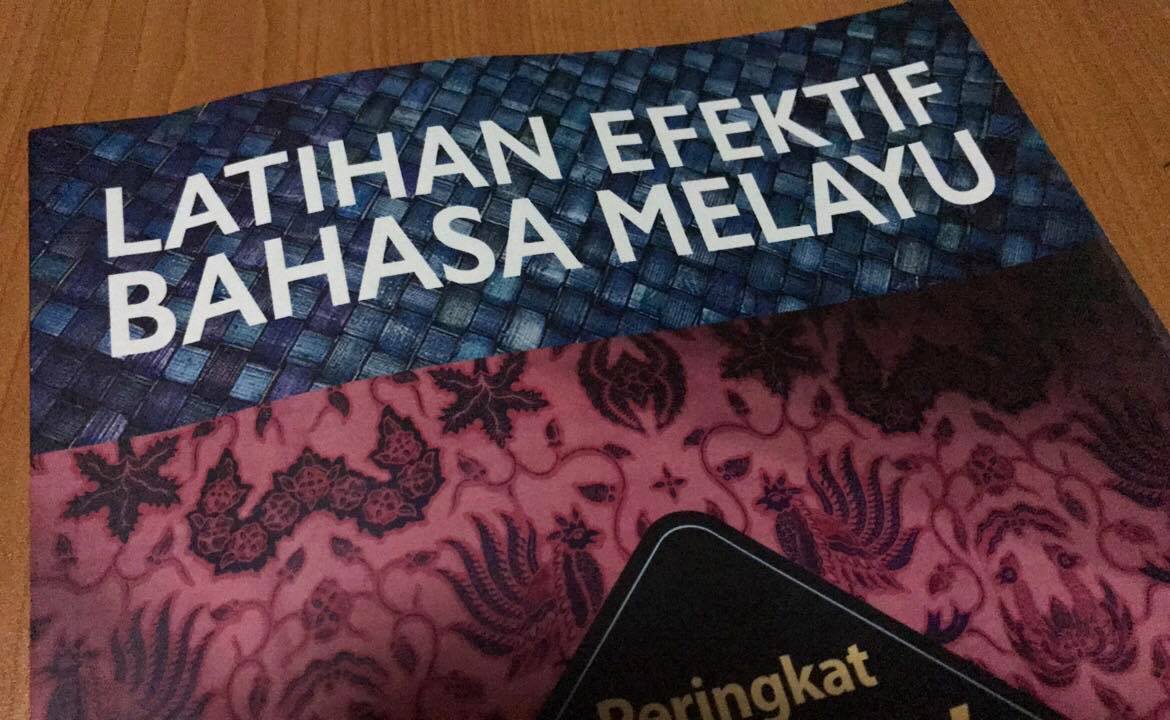 LATIHAN EFEKTIF
BAHASA MELAYU
Peringkat